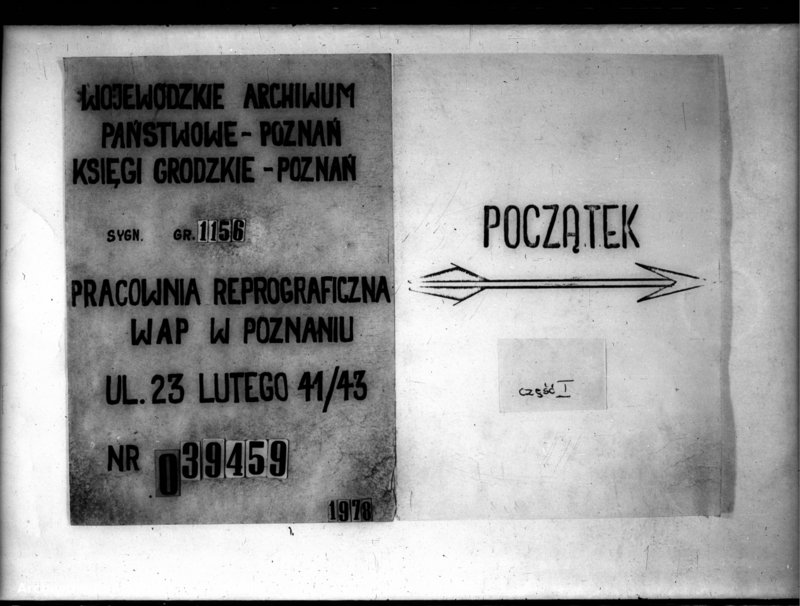 WOJEWÓDZKIE ARCHIWUM
PAŃSTWOWE - POZNAŃ
KSIĘGI GRODZKIE - POZNAŃ
SYGN. GR. 1156
PRACOWNIA REPROGRAFICZNA
WAP W POZNANIU
UL. 23 LUTEGO 41/43
NR 039459
1978
POCZĄTEK
część I